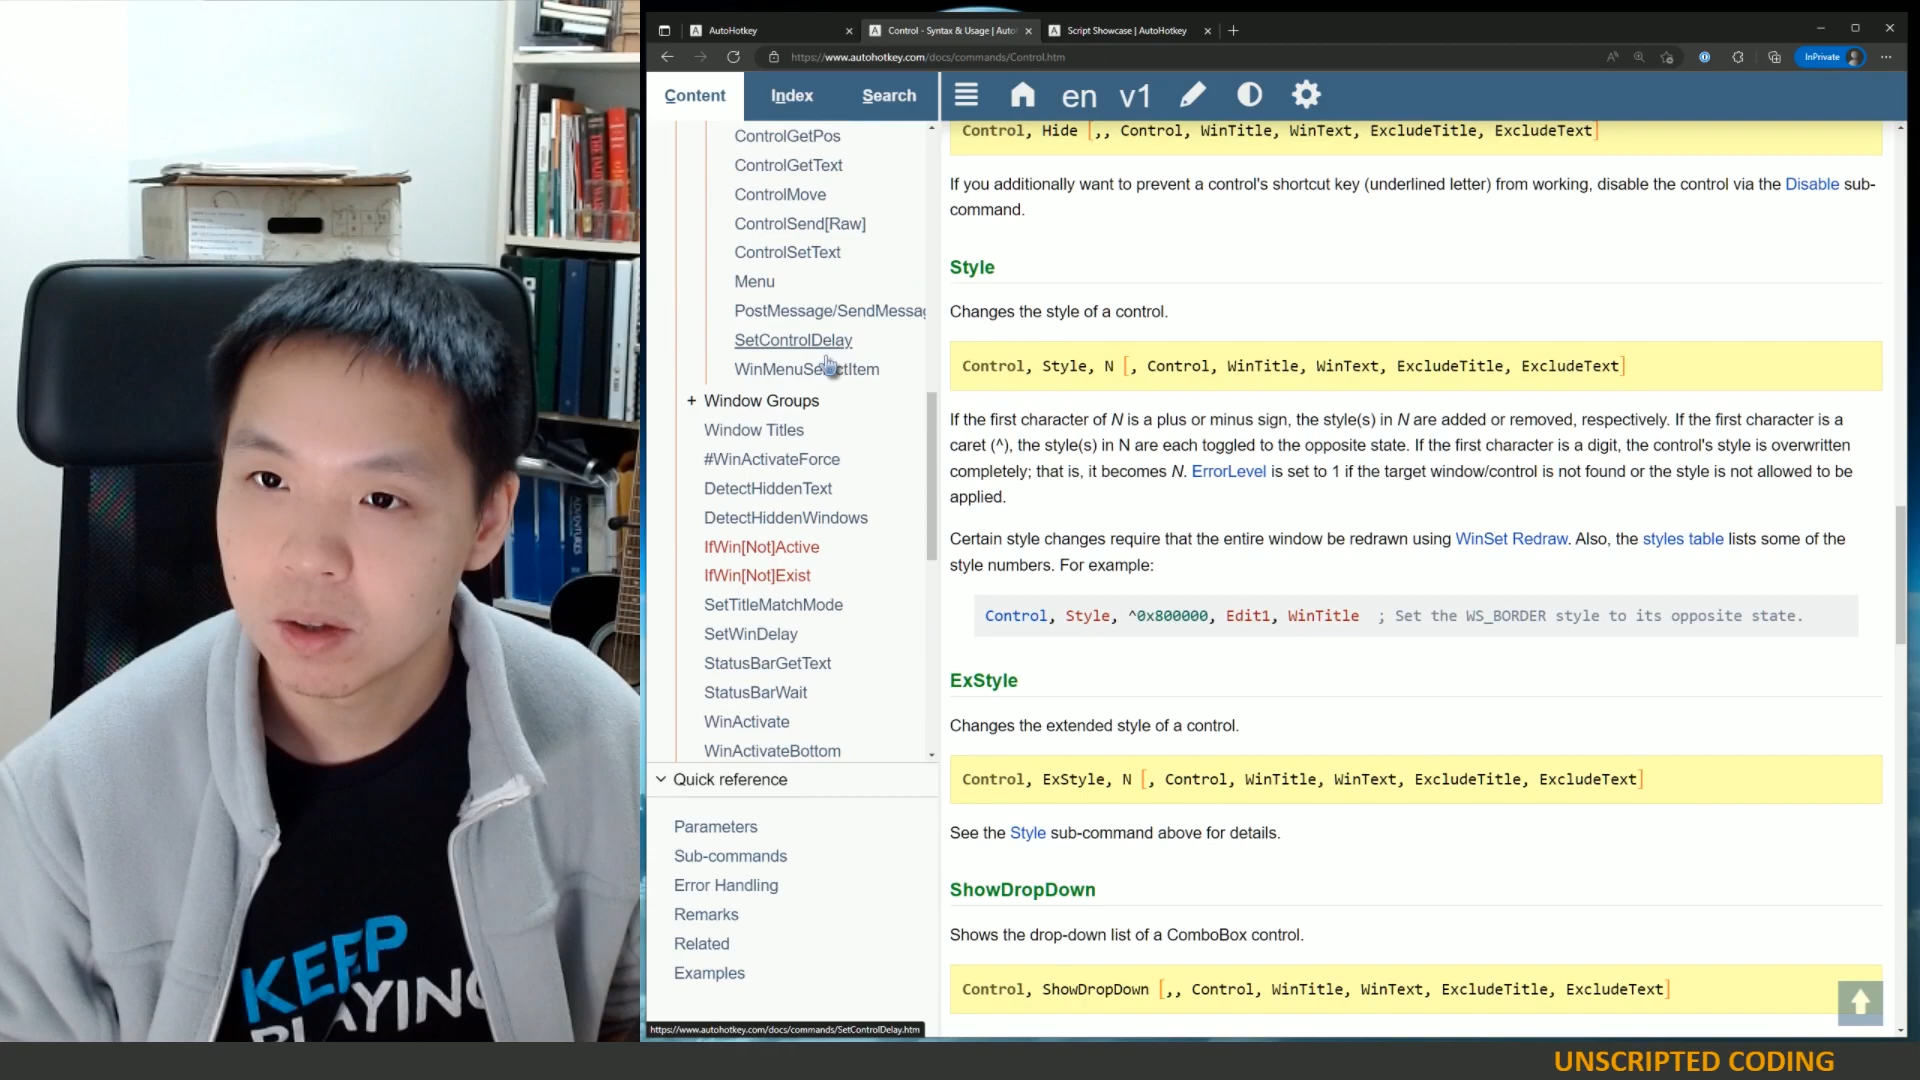 AutoHotkey
Control - Syntax & Usage | Auto
Script Showcase | AutoHotkey
https://www.autohotkey.com/docs/commands/Control.htm
InPrivate
Content
Index
Search
en
v1
ControlGetPos
ControlGetText
ControlMove
ControlSend[Raw]
ControlSetText
Menu
PostMessage/SendMessag
SetControlDelay
WinMenuSelectItem
+ Window Groups
Window Titles
#WinActivateForce
DetectHiddenText
DetectHiddenWindows
IfWin[Not]Active
IfWin[Not]Exist
SetTitleMatchMode
SetWinDelay
StatusBarGetText
StatusBarWait
WinActivate
WinActivateBottom
Quick reference
Parameters
Sub-commands
Error Handling
Remarks
Related
Examples
https://www.autohotkey.com/docs/commands/SetControlDelay.htm
Control, Hide [,, Control, WinTitle, WinText, ExcludeTitle, ExcludeText]
If you additionally want to prevent a control's shortcut key (underlined letter) from working, disable the control via the Disable sub-
command.
Style
Changes the style of a control.
Control, Style, N [, Control, WinTitle, WinText, ExcludeTitle, ExcludeText]
If the first character of N is a plus or minus sign, the style(s) in N are added or removed, respectively. If the first character is a
caret (^), the style(s) in N are each toggled to the opposite state. If the first character is a digit, the control's style is overwritten
completely; that is, it becomes N. ErrorLevel is set to 1 if the target window/control is not found or the style is not allowed to be
applied.
Certain style changes require that the entire window be redrawn using WinSet Redraw. Also, the styles table lists some of the
style numbers. For example:
Control, Style, ^0x800000, Edit1, WinTitle ; Set the WS_BORDER style to its opposite state.
ExStyle
Changes the extended style of a control.
Control, ExStyle, N [, Control, WinTitle, WinText, ExcludeTitle, ExcludeText]
See the Style sub-command above for details.
ShowDropDown
Shows the drop-down list of a ComboBox control.
Control, ShowDropDown [,, Control, WinTitle, WinText, ExcludeTitle, ExcludeText]
KEEP
PLAYING
ADVENTURES
UNSCRIPTED CODING